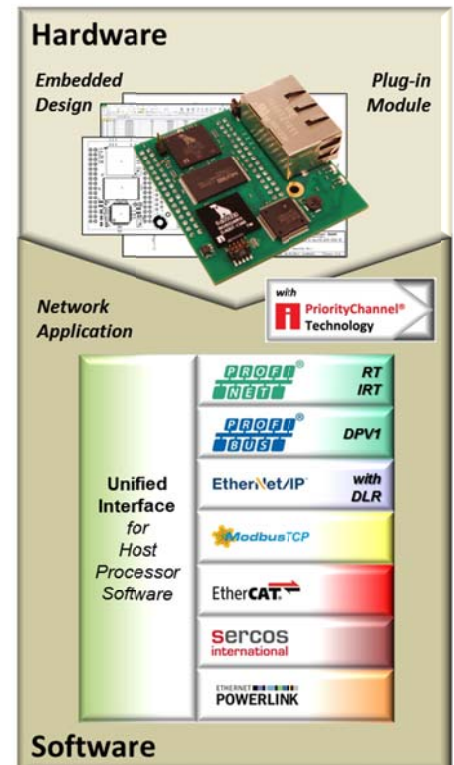 Hardware
Embedded
Design
Plug-in
Module
Network
Application
with
PriorityChannel®
Technology
Unified
Interface
for
Host
Processor
Software
PROFI®
NET
RT
IRT
PROFI®
BUS
DPV1
EtherNet/IP
with
DLR
ModbusTCP
EtherCAT
sercos
international
ETHERNET
POWERLINK
Software